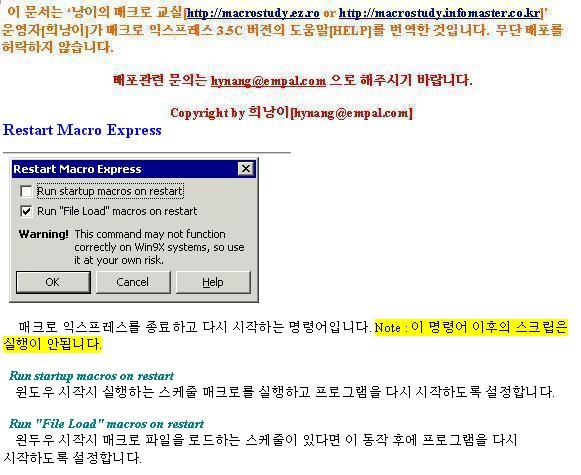 이 문서는 ‘낭이의 매크로 교실[http://macrostudy.ez.ro or http://macrostudy.infomaster.co.kr]’
운영자[희낭이]가 매크로 익스프레스 3.5C 버젼의 도움말[HELP]를 번역한 것입니다. 무단 배포를
허락하지 않습니다.
배포관련 문의는 hynang@empal.com 으로 해주시기 바랍니다.
Copyright by 희낭이[hynang@empal.com]
Restart Macro Express
Restart Macro Express
Run startup macros on restart
Run "File Load" macros on restart
Warning! This command may not function
correctly on Win9X systems, so use
it at your own risk.
OK Cancel Help
매크로 익스프레스를 종료하고 다시 시작하는 명령어입니다. Note : 이 명령어 이후의 스크립은
실행이 안됩니다.
Run startup macros on restart
윈도우 시작시 실행하는 스케줄 매크로를 실행하고 프로그램을 다시 시작하도록 설정합니다.
Run "File Load" macros on restart
윈두우 시작시 매크로 파일을 로드하는 스케줄이 있다면 이 동작 후에 프로그램을 다시
시작하도록 설정합니다.